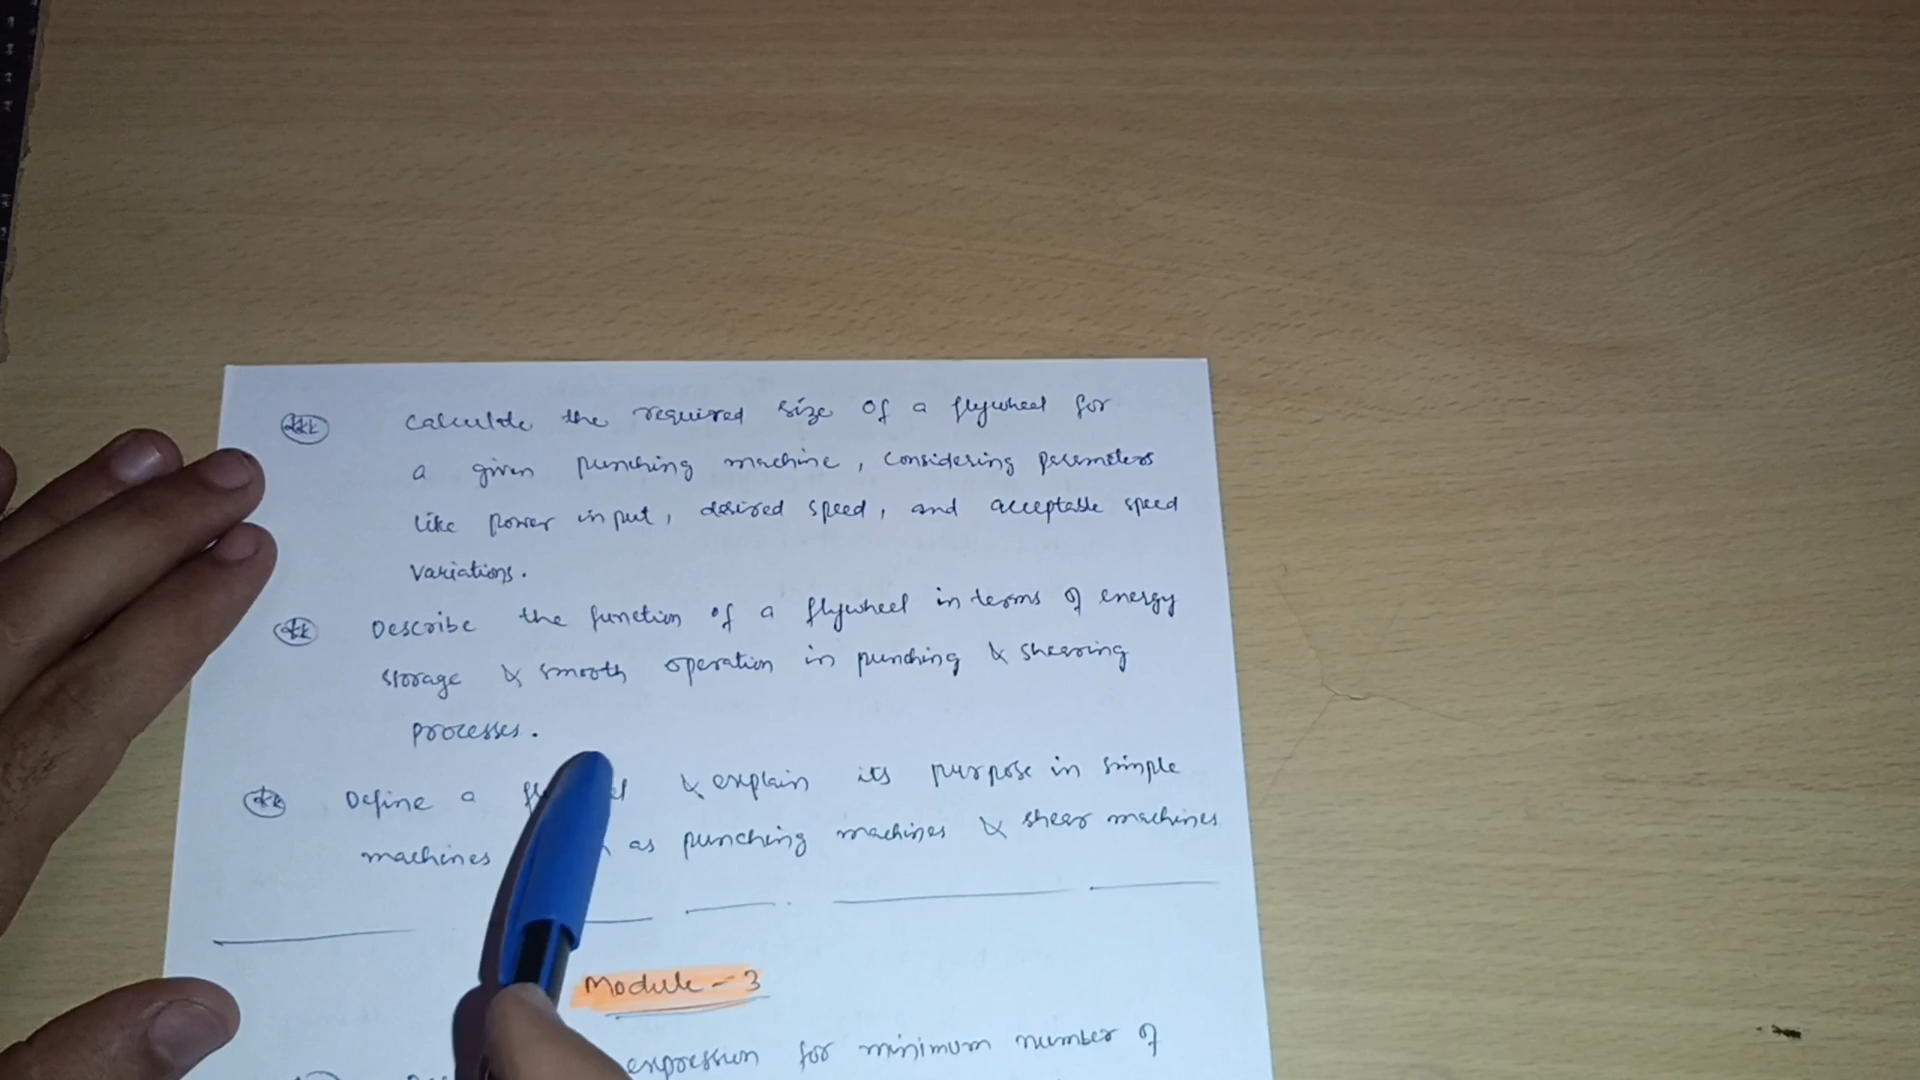 Calculate the required size of a flywheel for
a given punching machine, considering parameters
like power input, desired speed, and acceptable speed
variations.
Describe the function of a flywheel in terms of energy
storage & smooth operation in punching & shearing
processes.
Define a & explain its purpose in simple
machines as punching machines & shear machines
Module - 3
expression for minimum number of